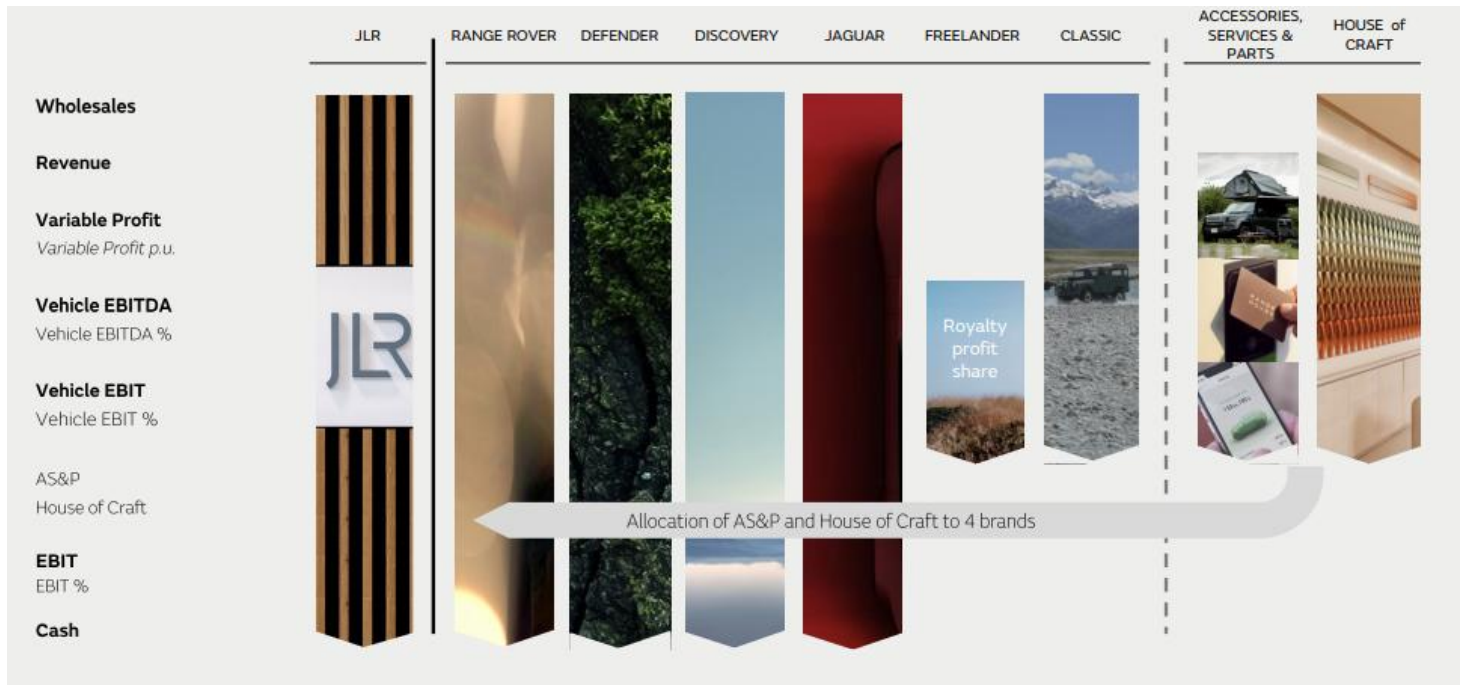 JLR
RANGE ROVER
DEFENDER
DISCOVERY
JAGUAR
FREELANDER
CLASSIC
ACCESSORIES,
SERVICES &
PARTS
HOUSE of
CRAFT
Wholesales
Revenue
Variable Profit
Variable Profit p.u.
Vehicle EBITDA
Vehicle EBITDA %
Vehicle EBIT
Vehicle EBIT %
AS&P
House of Craft
EBIT
EBIT %
Cash
JLR
Royalty
profit
share
Allocation of AS&P and House of Craft to 4 brands